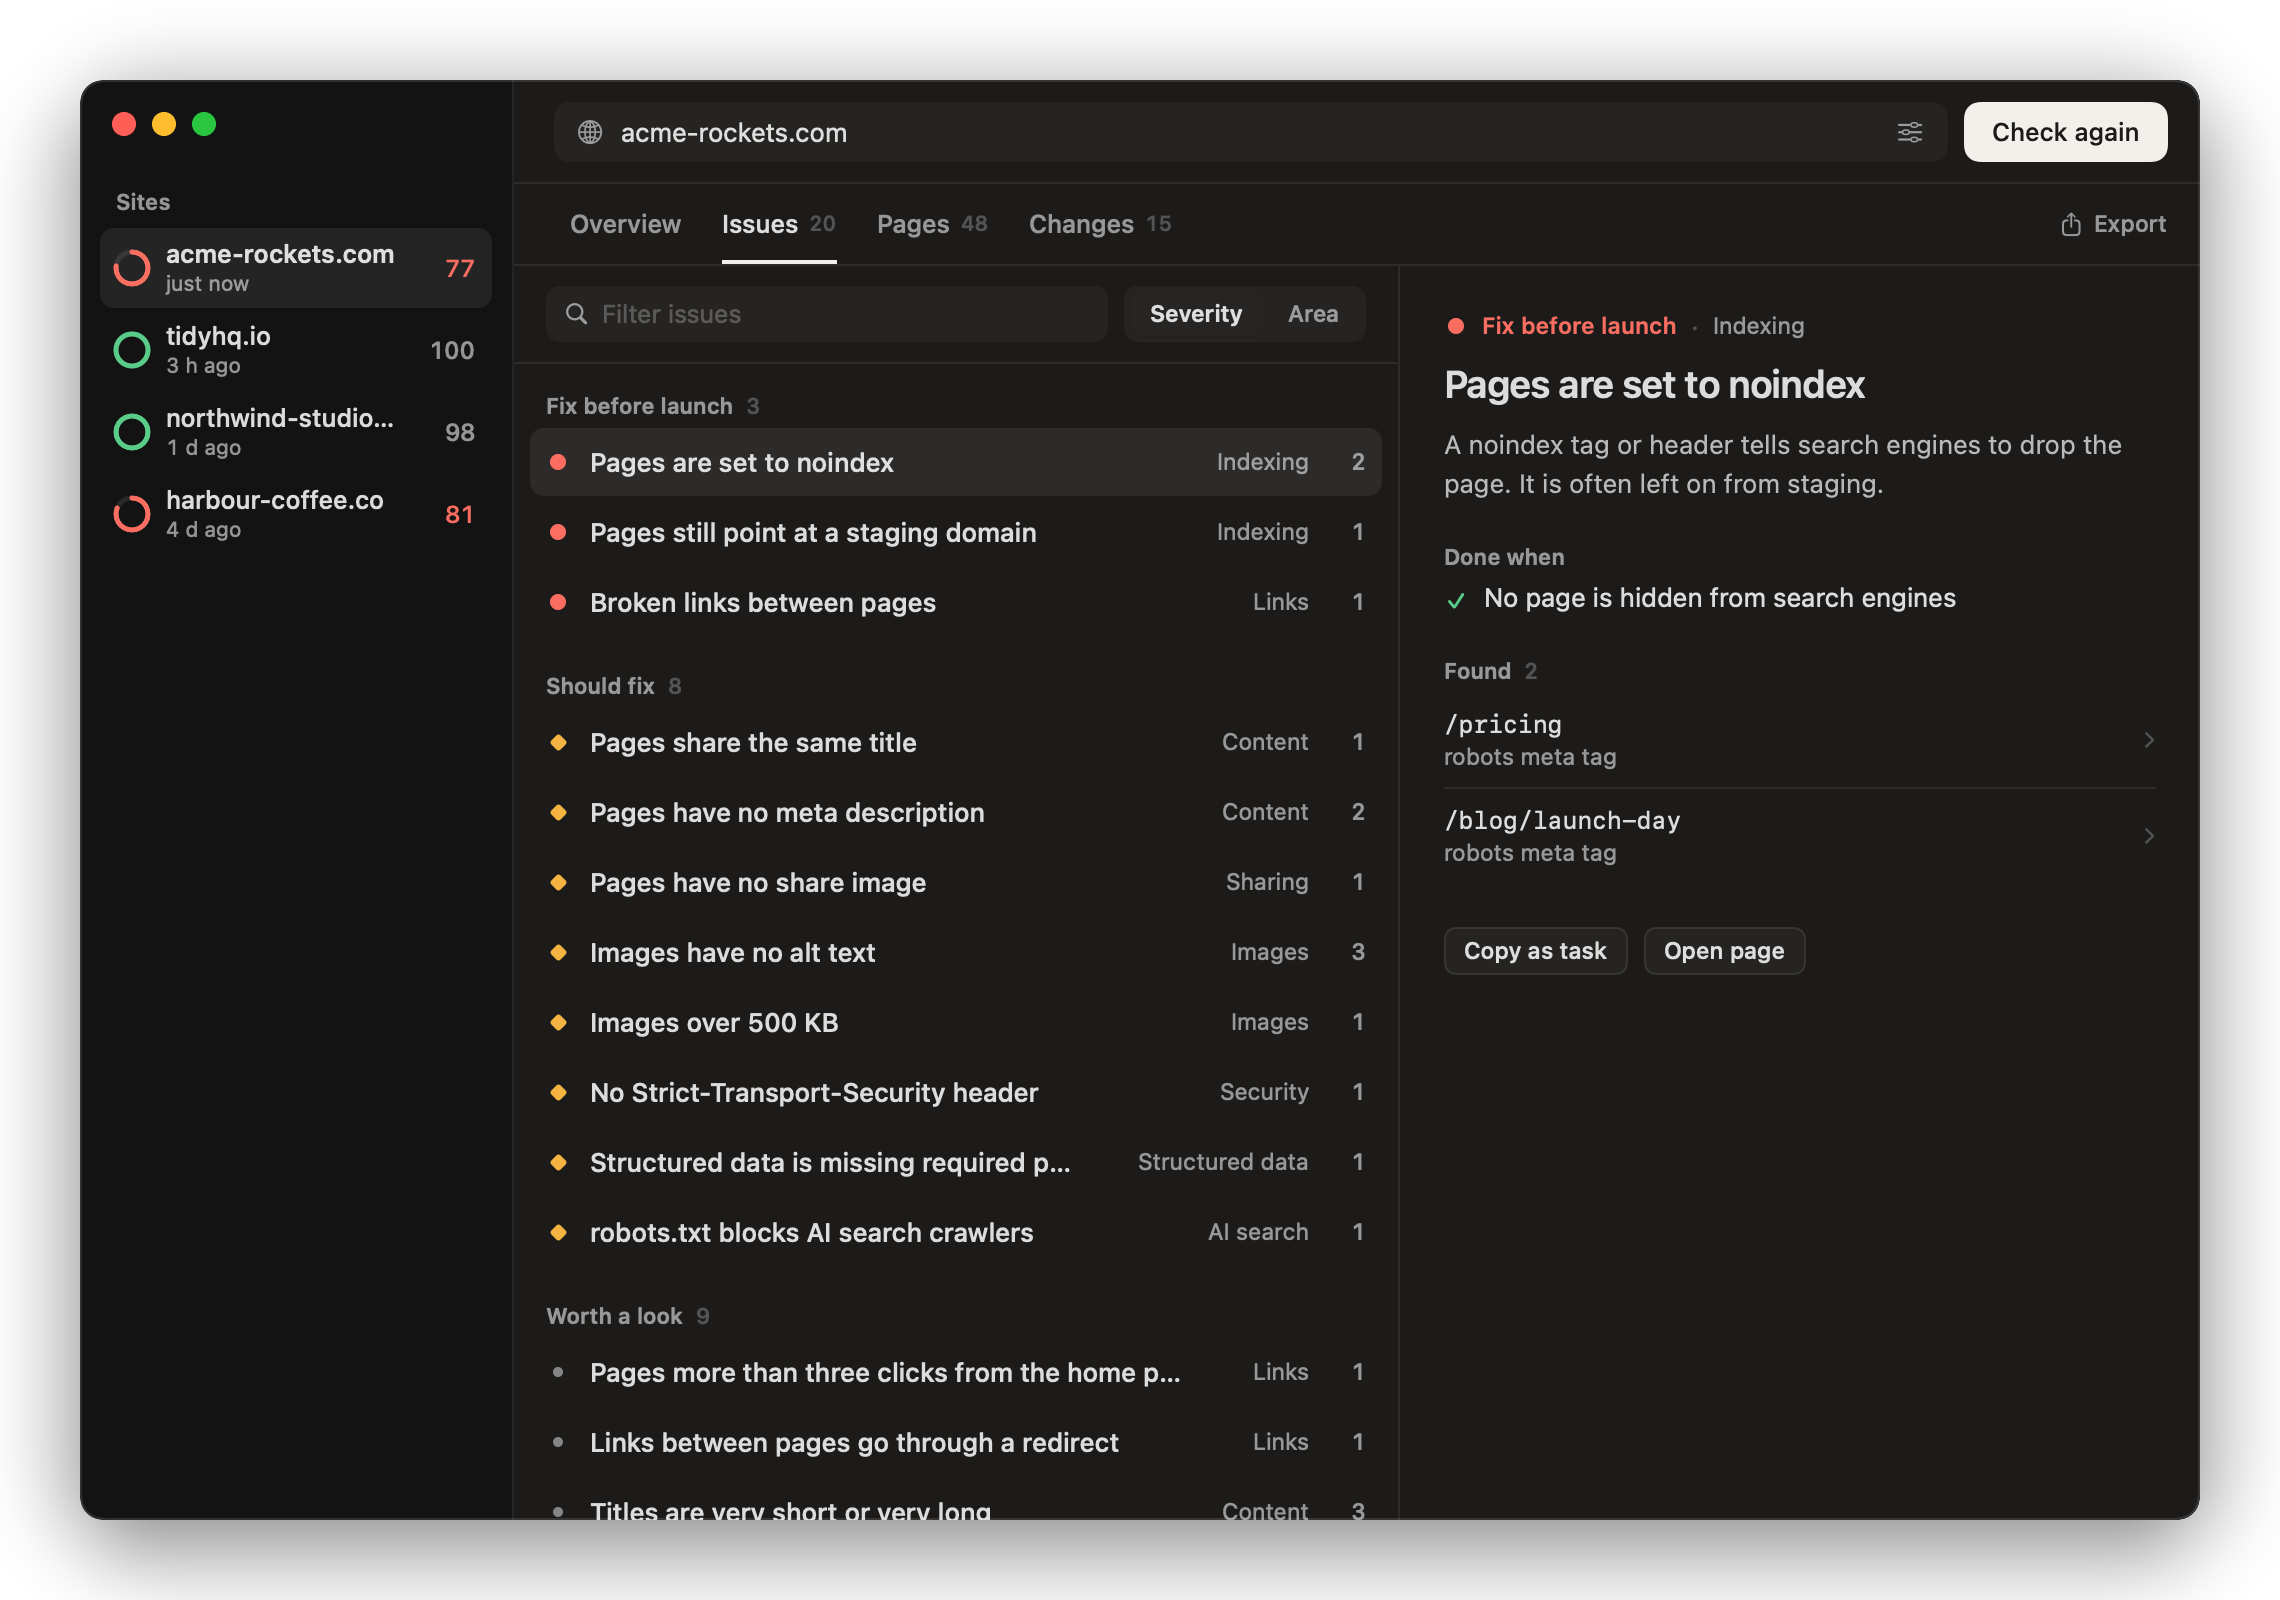 Sites
acme-rockets.com
just now
77
tidyhq.io
3 h ago
100
northwind-studio...
1 d ago
98
harbour-coffee.co
4 d ago
81
acme-rockets.com
Check again
Overview
Issues 20
Pages 48
Changes 15
Export
Filter issues
Severity
Area
Fix before launch 3
Pages are set to noindex Indexing 2
Pages still point at a staging domain Indexing 1
Broken links between pages Links 1
Should fix 8
Pages share the same title Content 1
Pages have no meta description Content 2
Pages have no share image Sharing 1
Images have no alt text Images 3
Images over 500 KB Images 1
No Strict-Transport-Security header Security 1
Structured data is missing required p... Structured data 1
robots.txt blocks AI search crawlers AI search 1
Worth a look 9
Pages more than three clicks from the home p... Links 1
Links between pages go through a redirect Links 1
Titles are very short or very long Content 3
Fix before launch · Indexing
Pages are set to noindex
A noindex tag or header tells search engines to drop the
page. It is often left on from staging.
Done when
No page is hidden from search engines
Found 2
/pricing
robots meta tag
/blog/launch-day
robots meta tag
Copy as task
Open page